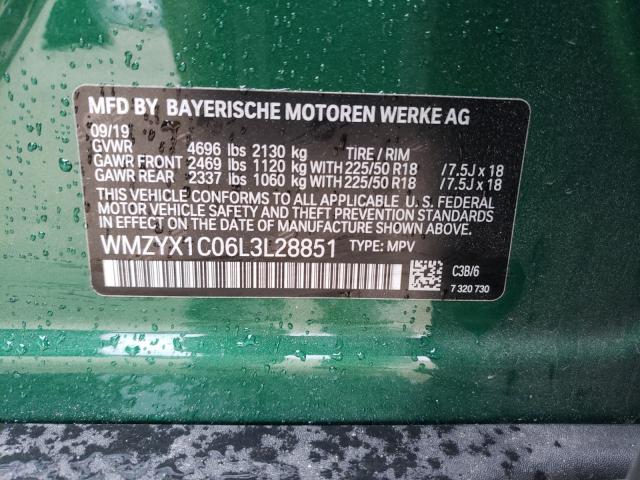 MFD BY BAYERISCHE MOTOREN WERKE AG
09/19
GVWR 4696 lbs 2130 kg TIRE / RIM
GAWR FRONT 2469 lbs 1120 kg WITH 225/50 R18 /7.5J x 18
GAWR REAR 2337 lbs 1060 kg WITH 225/50 R18 /7.5J x 18
THIS VEHICLE CONFORMS TO ALL APPLICABLE U. S. FEDERAL
MOTOR VEHICLE SAFETY AND THEFT PREVENTION STANDARDS
IN EFFECT ON THE DATE OF MANUFACTURE SHOWN ABOVE.
WMZYX1C06L3L28851 TYPE: MPV
C3B/6
7 320 730